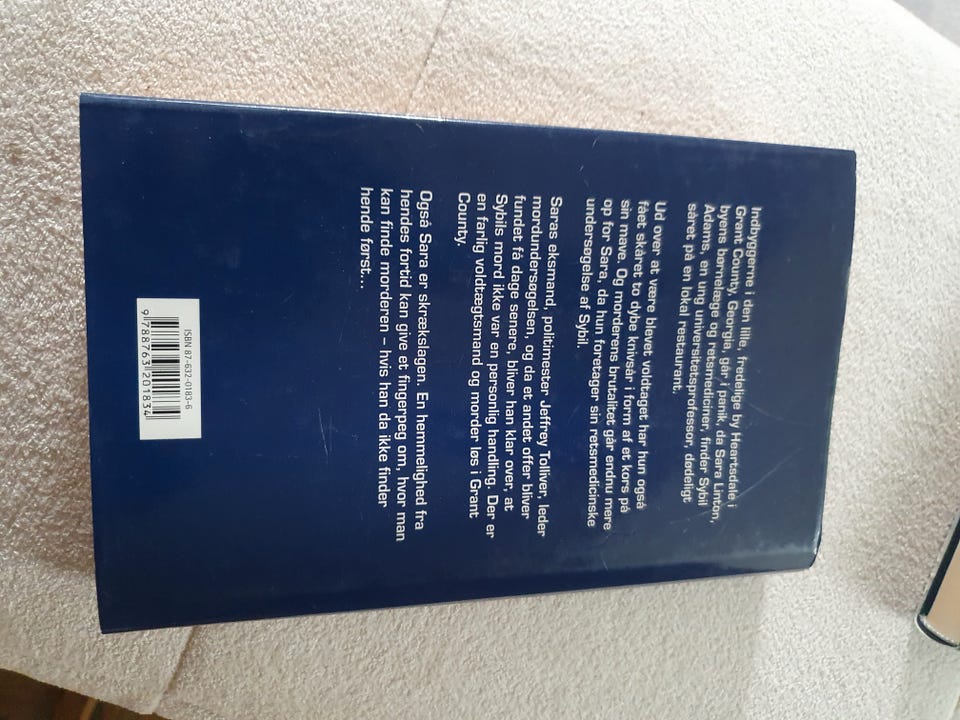 Indbyggerne i den lille, fredelige by Heartsdale i
Grant County, Georgia, går i panik, da Sara Linton,
byens børnelæge og retsmediciner, finder Sybil
Adams, en ung universitetsprofessor, dødeligt
såret på en lokal restaurant.
Ud over at være blevet voldtaget har hun også
fået skåret to dybe knivsår i form af et kors på
sin mave. Og morderens brutalitet går endnu mere
op for Sara, da hun foretager sin retsmedicinske
undersøgelse af Sybil.
Saras eksmand, politimester Jeffrey Tolliver, leder
mordundersøgelsen, og da et andet offer bliver
fundet få dage senere, bliver han klar over, at
Sybils mord ikke var en personlig handling. Der er
en farlig voldtægtsmand og morder løs i Grant
County.
Også Sara er skrækslagen. En hemmelighed fra
hendes fortid kan give et fingerpeg om, hvor man
kan finde morderen – hvis han da ikke finder
hende først...
ISBN 87-632-0183-6
9 788763 201834